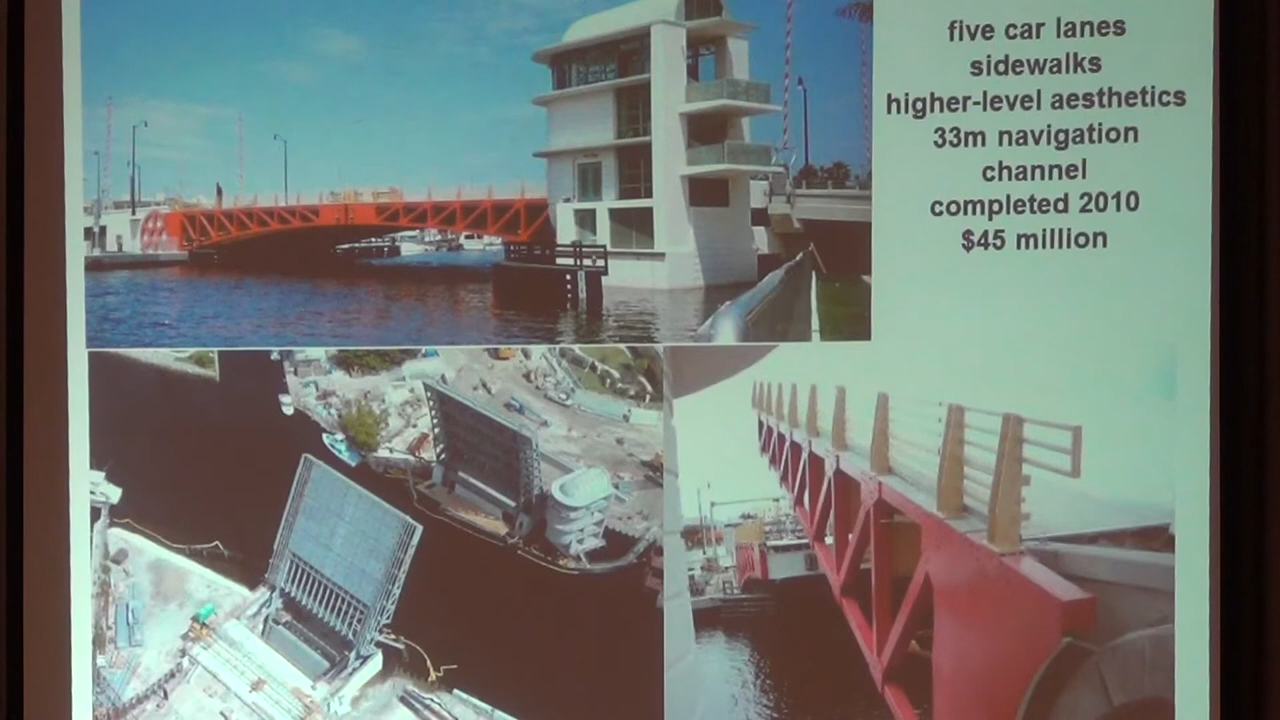 five car lanes
sidewalks
higher-level aesthetics
33m navigation
channel
completed 2010
$45 million